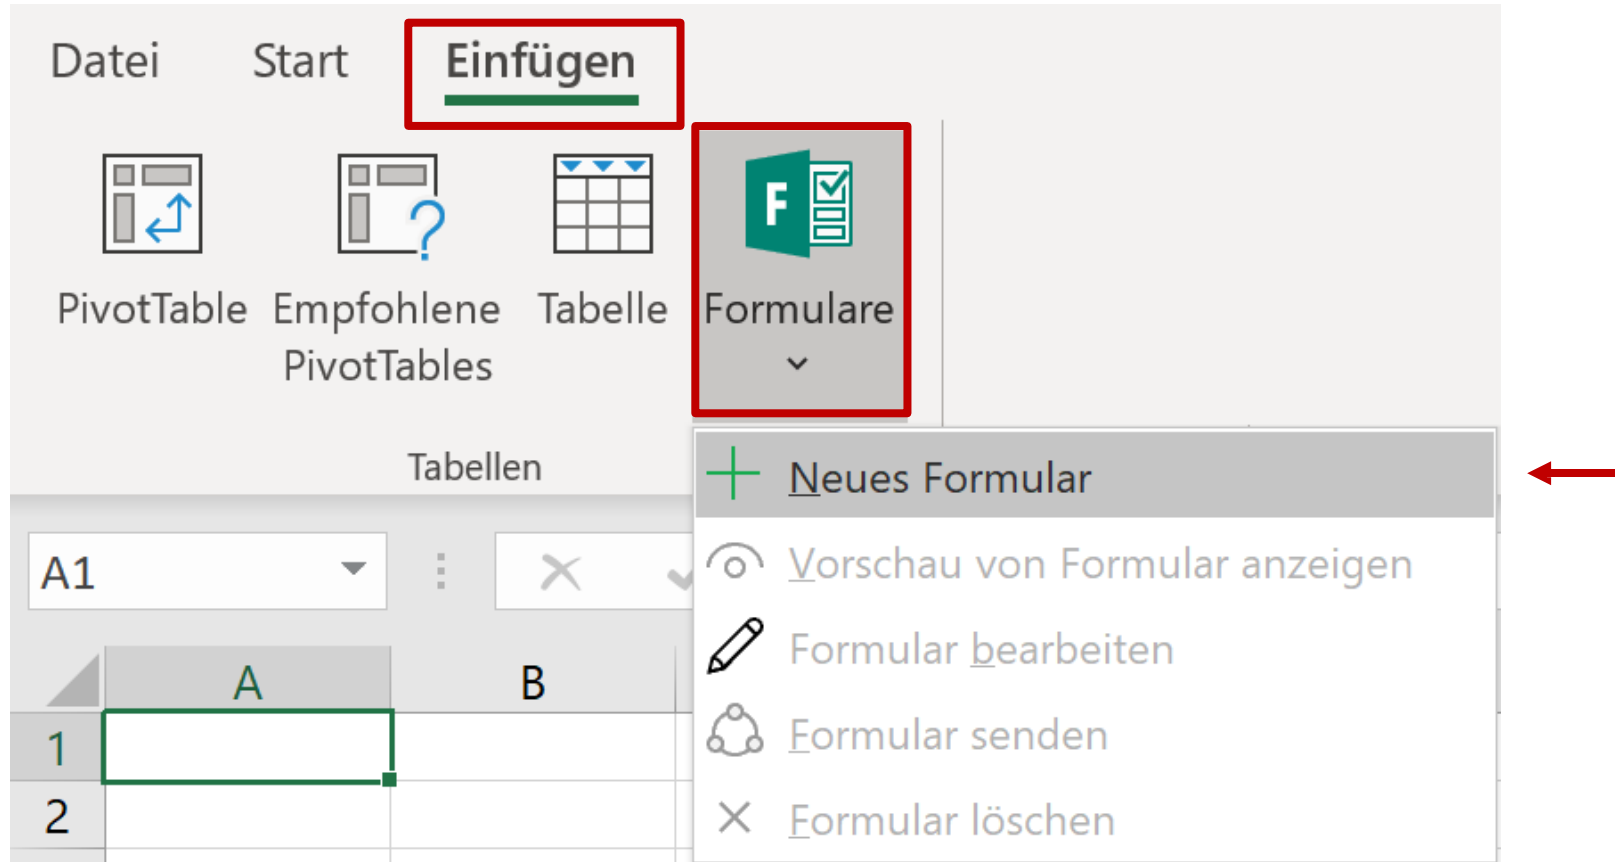 Datei Start Einfügen
F
PivotTable Empfohlene PivotTables Tabelle Formulare
Tabellen
Neues Formular
Vorschau von Formular anzeigen
Formular bearbeiten
Formular senden
Formular löschen
A1
A B
1
2